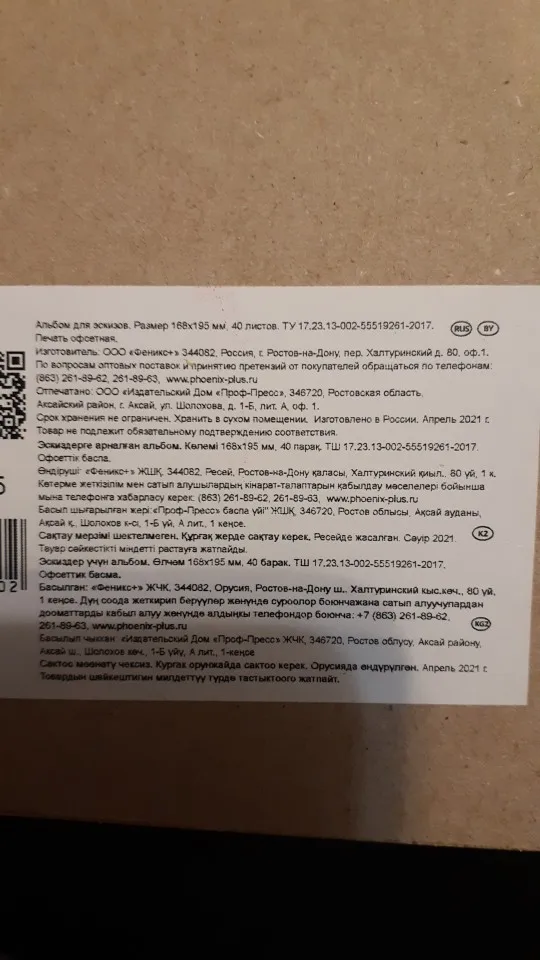 Альбом для эскизов. Размер 168х195 мм, 40 листов. ТУ 17.23.13-002-55519261-2017. RUS BY
Печать офсетная.
Изготовитель: ООО «Феникс+» 344082, Россия, г. Ростов-на-Дону, пер. Халтуринский д. 80, оф.1.
По вопросам оптовых поставок и принятию претензий от покупателей обращаться по телефонам:
(863) 261-89-62, 261-89-63, www.phoenix-plus.ru
Отпечатано: ООО «Издательский Дом «Проф-Пресс», 346720, Ростовская область,
Аксайский район, г. Аксай, ул. Шолохова, д. 1-Б, лит. А, оф. 1.
Срок хранения не ограничен. Хранить в сухом помещении. Изготовлено в России. Апрель 2021 г.
Товар не подлежит обязательному подтверждению соответствия.
Эскиздерге арналған альбом. Көлемі 168х195 мм, 40 парақ. ТШ 17.23.13-002-55519261-2017.
Офсеттік баспа.
Өндіруші: «Феникс+» ЖШҚ, 344082, Ресей, Ростов-на-Дону қаласы, Халтуринский қиыл., 80 үй, 1 к.
Көтерме жеткізілім мен сатып алушылардың кінарат-талаптарын қабылдау мәселелері бойынша
мына телефонға хабарласу керек: (863) 261-89-62, 261-89-63, www.phoenix-plus.ru
Басып шығарылған жері:«Проф-Пресс» баспа үйі" ЖШҚ, 346720, Ростов облысы, Ақсай ауданы,
Ақсай қ., Шолохов к-сі, 1-Б үй, А лит., 1 кеңсе.
Сақтау мерзімі шектелмеген. Құрғақ жерде сақтау керек. Ресейде жасалған. Сәуір 2021. KZ
Тауар сәйкестікті міндетті растауға жатпайды.
Эскиздер үчүн альбом. Өлчөм 168х195 мм, 40 барак. ТШ 17.23.13-002-55519261-2017.
Офсеттик басма.
Басылган: «Феникс+» ЖЧК, 344082, Орусия, Ростов-на-Дону ш., Халтуринский кыс.көч., 80 үй,
1 кеңсе. Дүң соода жеткирип берүүлөр жөнүндө суроолор боюнчажана сатып алуучулардан
дооматтарды кабыл алуу жөнүндө алдыңкы телефондор боюнча: +7 (863) 261-89-62,
261-89-63, www.phoenix-plus.ru KGZ
Басылып чыккан: «Издательский Дом «Проф-Пресс» ЖЧК, 346720, Ростов облусу, Аксай району,
Аксай ш., Шолохов көч., 1-Б үйү, А лит., 1-кеңсе
Сактоо мөөнөтү чексиз. Кургак орунжайда сактоо керек. Орусияда өндүрүлгөн. Апрель 2021 г.
Товардын шайкештигин милдеттүү түрдө тастыктоого жатпайт.